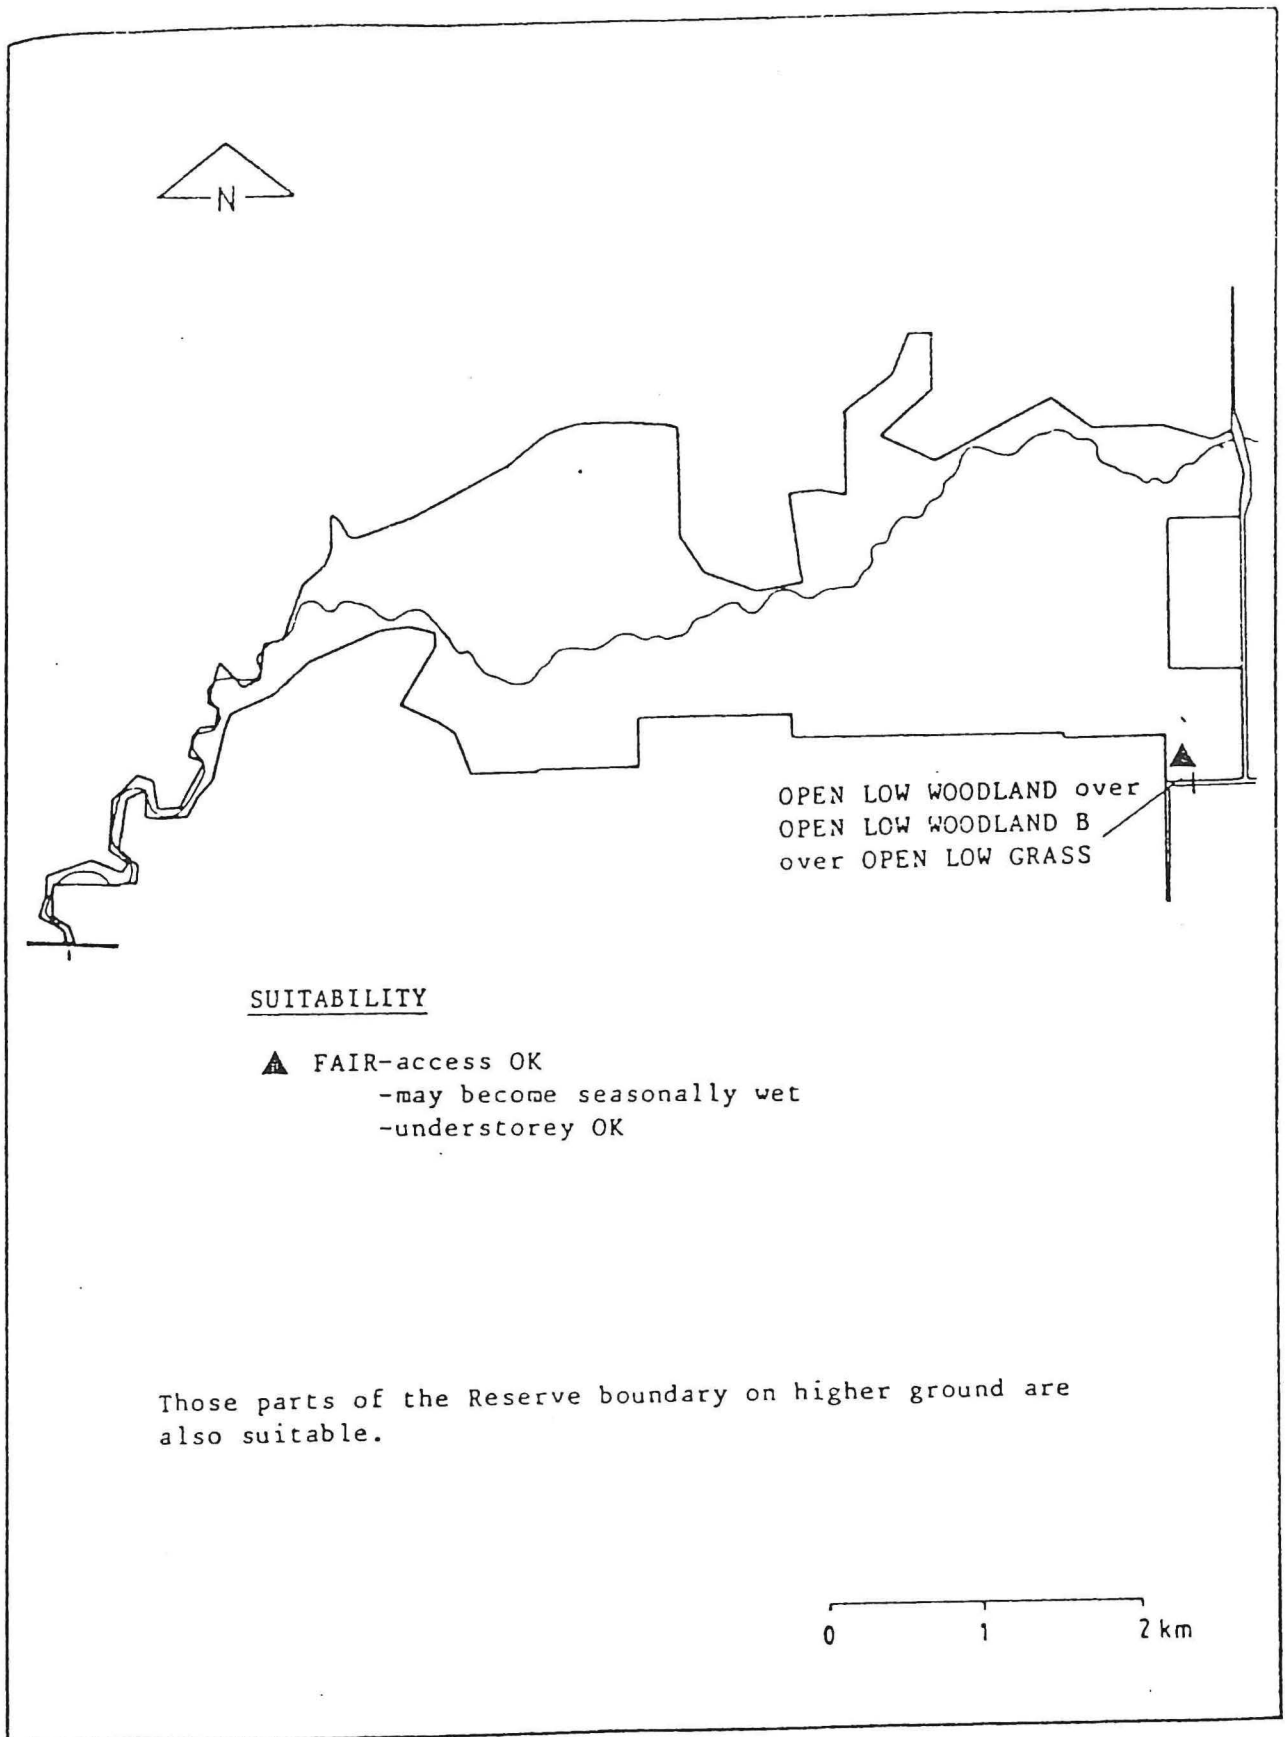 N
OPEN LOW WOODLAND over
OPEN LOW WOODLAND B
over OPEN LOW GRASS
SUITABILITY
FAIR-access OK
-may become seasonally wet
-understorey OK
Those parts of the Reserve boundary on higher ground are
also suitable.
0 1 2 km